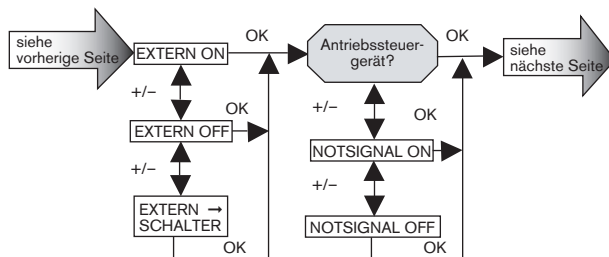 siehe
vorherige Seite
EXTERN ON
OK
Antriebssteuer-
gerät?
OK
siehe
nächste Seite
+/–
OK
EXTERN OFF
+/–
OK
NOTSIGNAL ON
+/–
EXTERN →
SCHALTER
OK
+/–
NOTSIGNAL OFF
OK